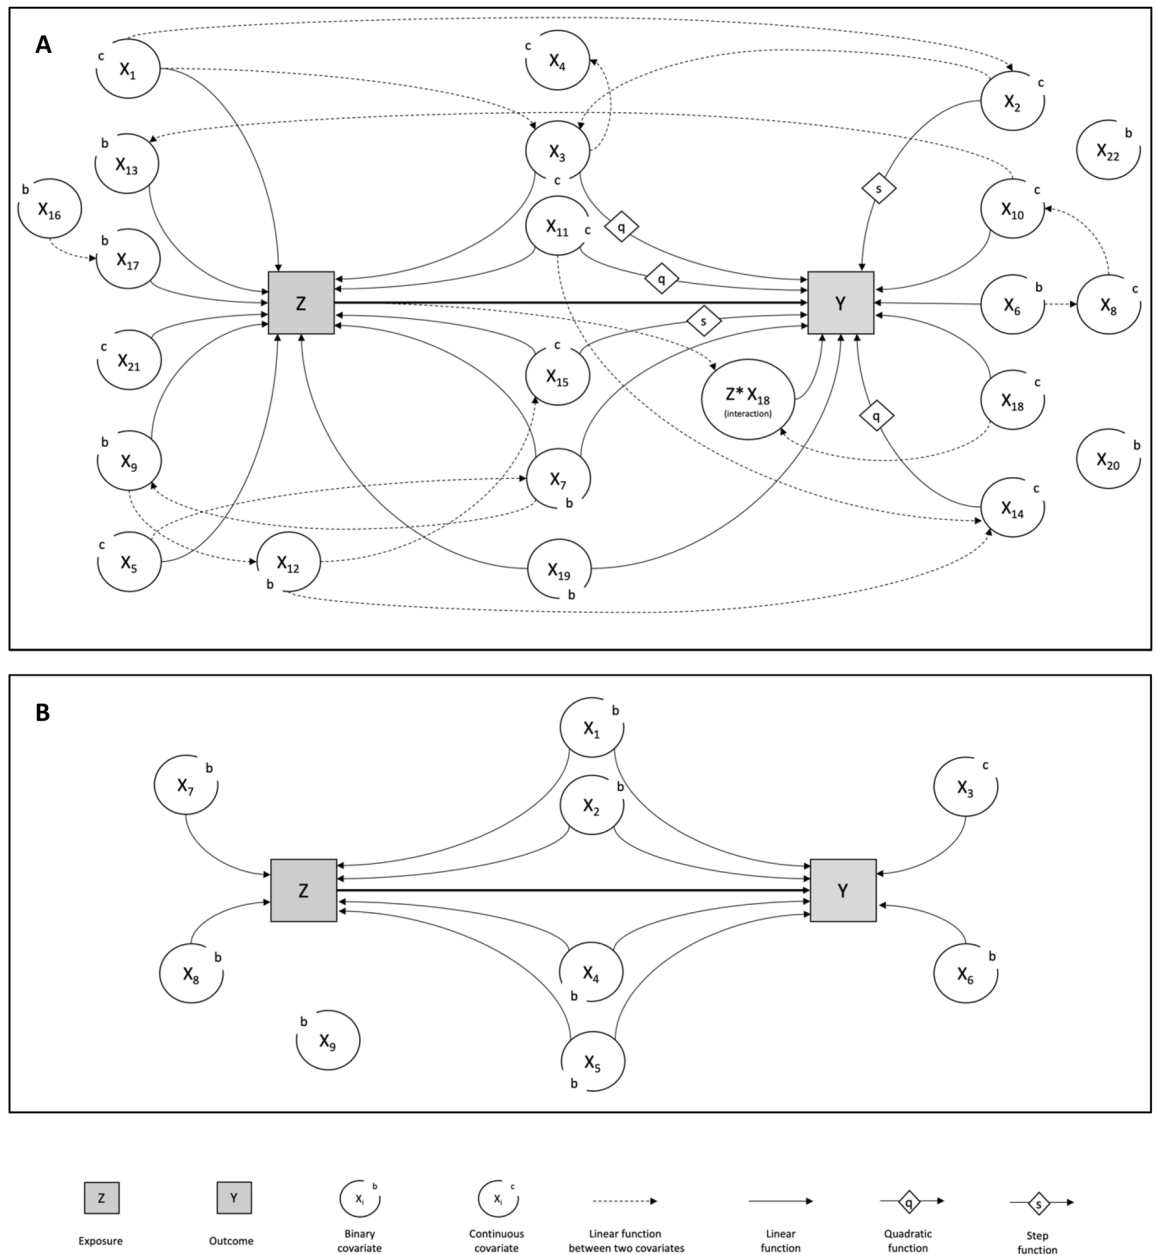 A
c X1
c X4
X2 c
b X13
X3 c
X22 b
b X16
s
X10 c
X11 c
q
b X17
q
Z
Y
X6 b
X8 c
s
c X21
c X15
Z* X18
(interaction)
X18 c
q
b X9
X20 b
X7 b
X14 c
c X5
X12 b
X19 b
B
X1 b
X7 b
X3 c
X2 b
Z
Y
X8 b
X4 b
X6 b
b X9
X5 b
Z
Y
Xi b
Xi c
q
s
Exposure
Outcome
Binary
covariate
Continuous
covariate
Linear function
between two covariates
Linear
function
Quadratic
function
Step
function